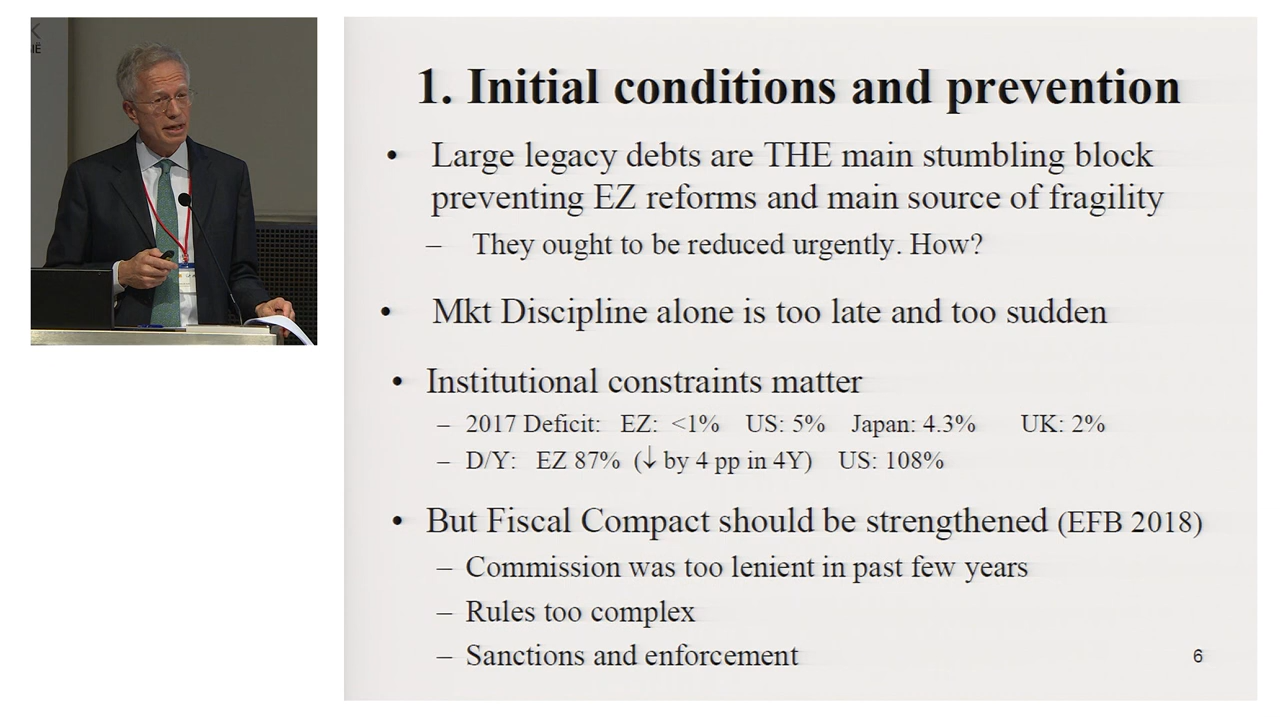 1. Initial conditions and prevention
• Large legacy debts are THE main stumbling block
preventing EZ reforms and main source of fragility
– They ought to be reduced urgently. How?
• Mkt Discipline alone is too late and too sudden
• Institutional constraints matter
– 2017 Deficit: EZ: <1% US: 5% Japan: 4.3% UK: 2%
– D/Y: EZ 87% (↓ by 4 pp in 4Y) US: 108%
• But Fiscal Compact should be strengthened (EFB 2018)
– Commission was too lenient in past few years
– Rules too complex
– Sanctions and enforcement
6